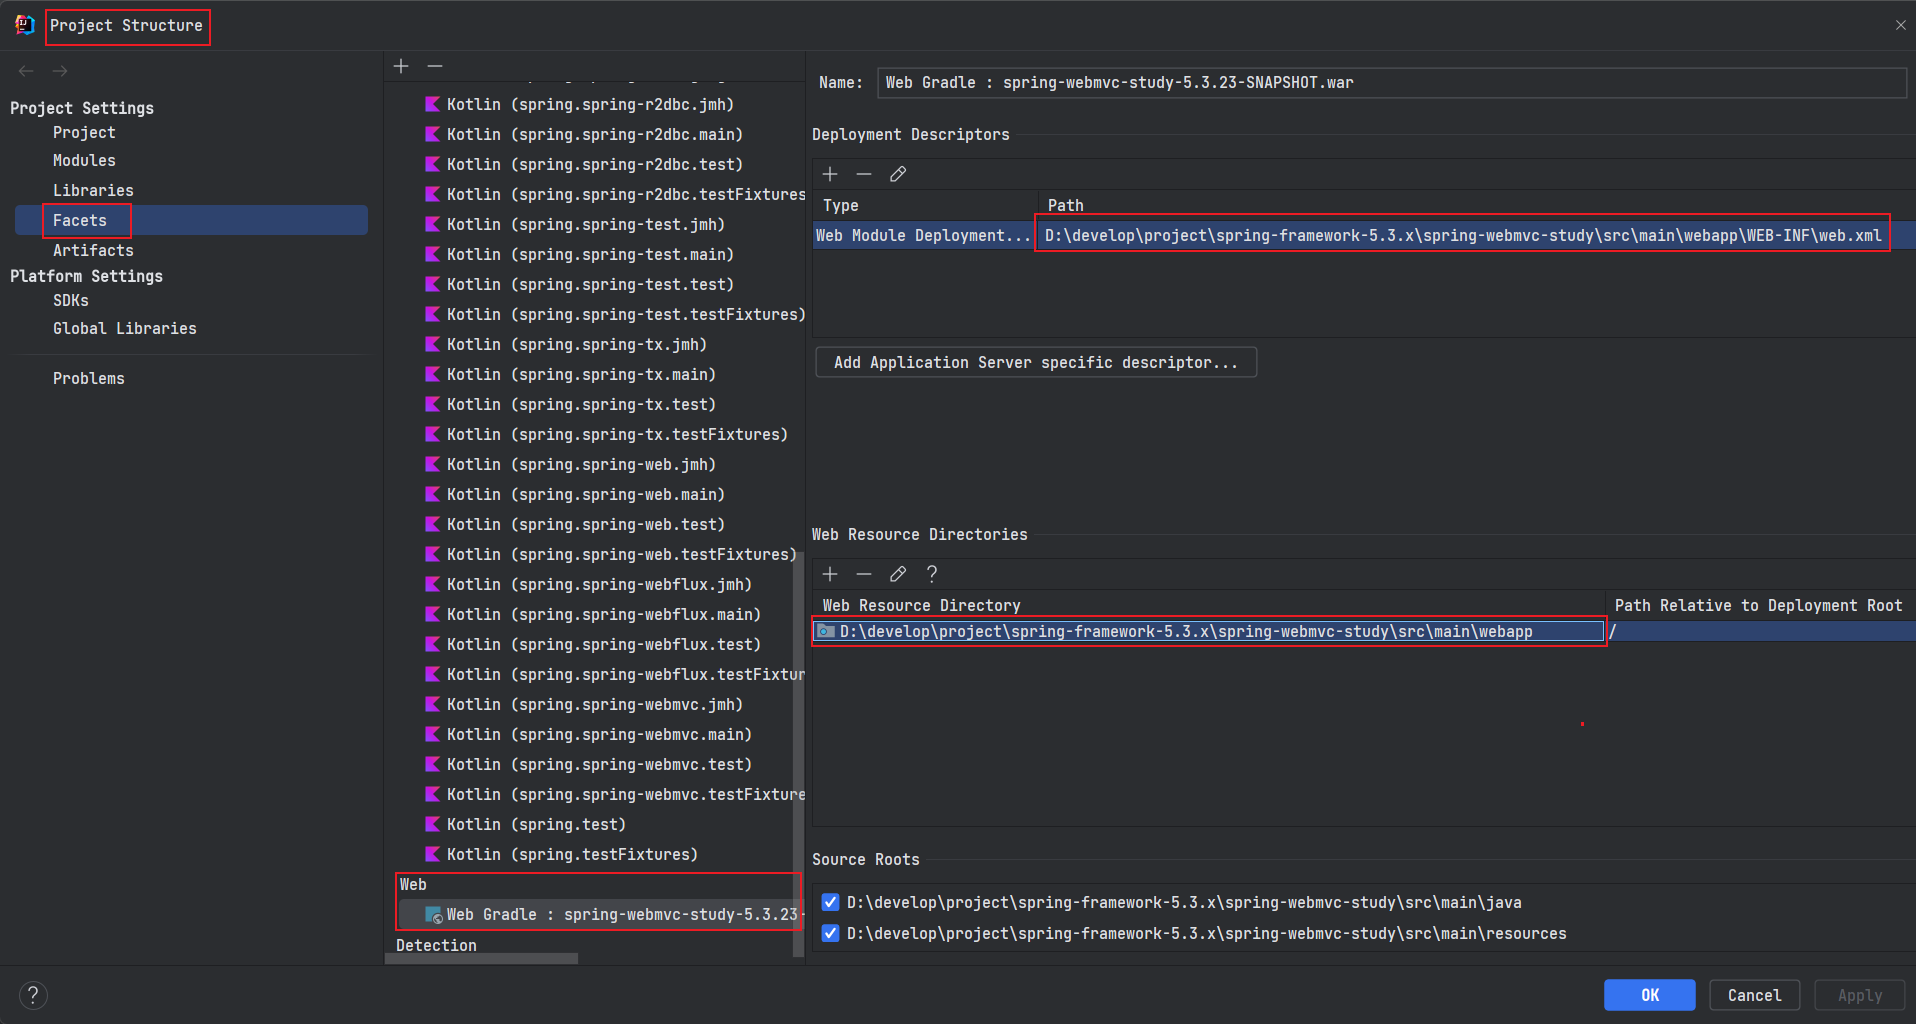 Project Structure
Project Settings
Project
Modules
Libraries
Facets
Artifacts
Platform Settings
SDKs
Global Libraries
Problems
Kotlin (spring.spring-r2dbc.jmh)
Kotlin (spring.spring-r2dbc.main)
Kotlin (spring.spring-r2dbc.test)
Kotlin (spring.spring-r2dbc.testFixtures
Kotlin (spring.spring-test.jmh)
Kotlin (spring.spring-test.main)
Kotlin (spring.spring-test.test)
Kotlin (spring.spring-test.testFixtures)
Kotlin (spring.spring-tx.jmh)
Kotlin (spring.spring-tx.main)
Kotlin (spring.spring-tx.test)
Kotlin (spring.spring-tx.testFixtures)
Kotlin (spring.spring-web.jmh)
Kotlin (spring.spring-web.main)
Kotlin (spring.spring-web.test)
Kotlin (spring.spring-web.testFixtures)
Kotlin (spring.spring-webflux.jmh)
Kotlin (spring.spring-webflux.main)
Kotlin (spring.spring-webflux.test)
Kotlin (spring.spring-webflux.testFixtur
Kotlin (spring.spring-webmvc.jmh)
Kotlin (spring.spring-webmvc.main)
Kotlin (spring.spring-webmvc.test)
Kotlin (spring.spring-webmvc.testFixture
Kotlin (spring.test)
Kotlin (spring.testFixtures)
Web
Web Gradle : spring-webmvc-study-5.3.23-
Detection
Name: Web Gradle : spring-webmvc-study-5.3.23-SNAPSHOT.war
Deployment Descriptors
Type Path
Web Module Deployment... D:\develop\project\spring-framework-5.3.x\spring-webmvc-study\src\main\webapp\WEB-INF\web.xml
Add Application Server specific descriptor...
Web Resource Directories
?
Web Resource Directory Path Relative to Deployment Root
D:\develop\project\spring-framework-5.3.x\spring-webmvc-study\src\main\webapp /
Source Roots
D:\develop\project\spring-framework-5.3.x\spring-webmvc-study\src\main\java
D:\develop\project\spring-framework-5.3.x\spring-webmvc-study\src\main\resources
? OK Cancel Apply